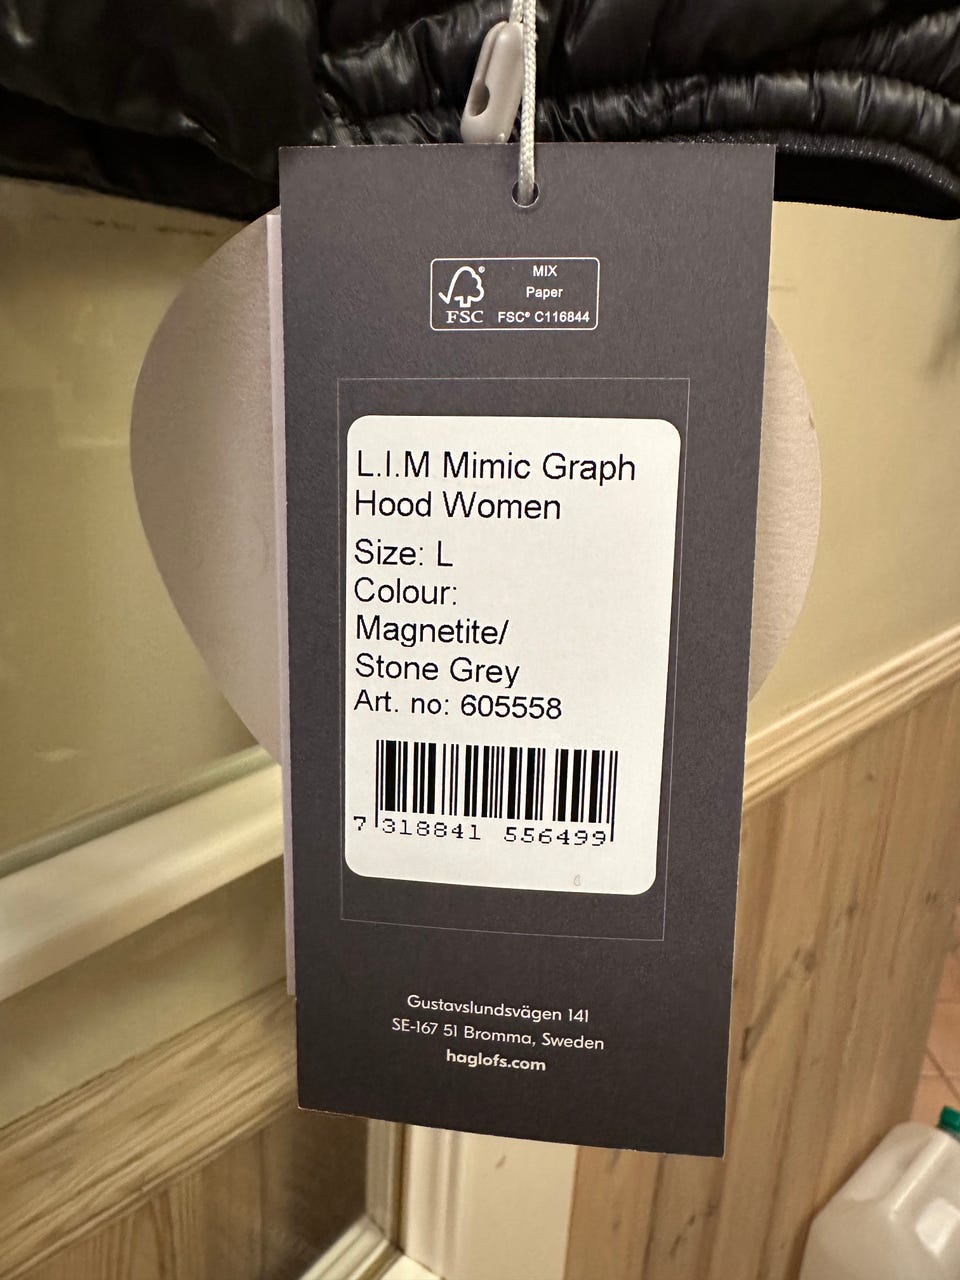 MIX
Paper
FSC® FSC® C116844
L.I.M Mimic Graph
Hood Women
Size: L
Colour:
Magnetite/
Stone Grey
Art. no: 605558
7 318841 556499
Gustavslundsvägen 141
SE-167 51 Bromma, Sweden
haglofs.com